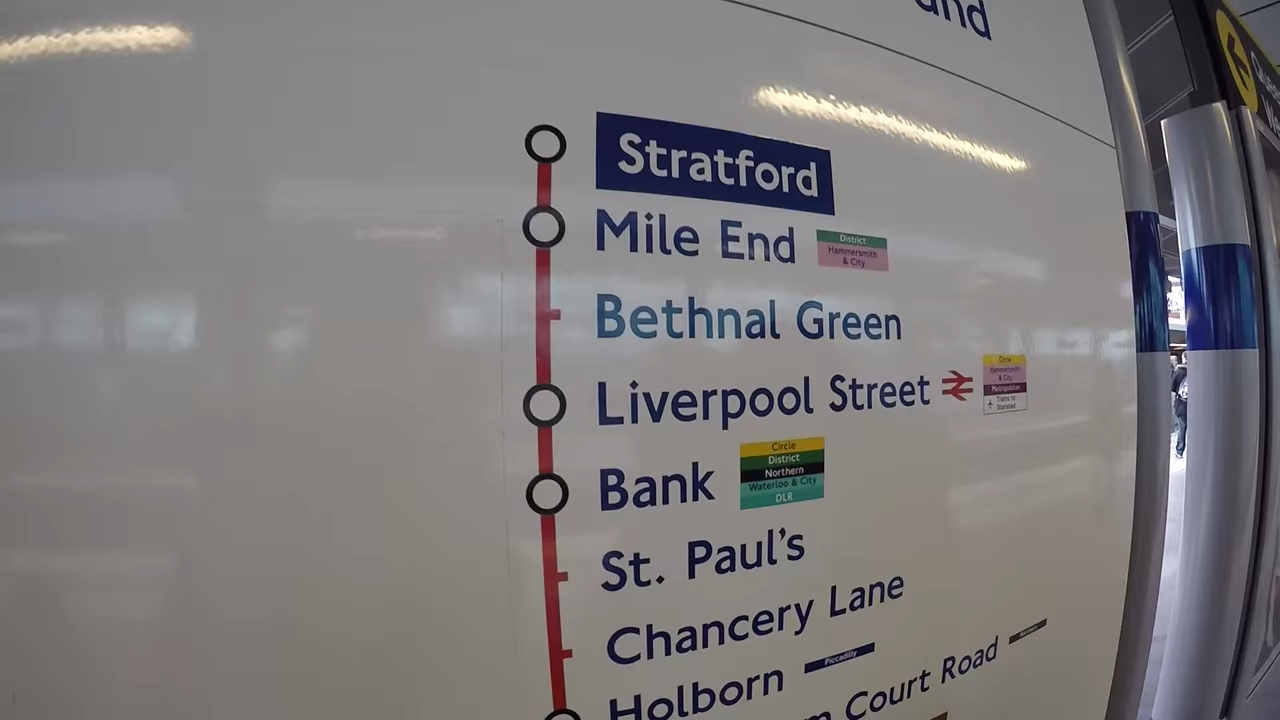 Stratford
Mile End
District
Hammersmith
& City
Bethnal Green
Liverpool Street
Circle
Hammersmith
& City
Metropolitan
Trains to
Stansted
Bank
Circle
District
Northern
Waterloo & City
DLR
St. Paul's
Chancery Lane
Holborn
Piccadilly
Court Road